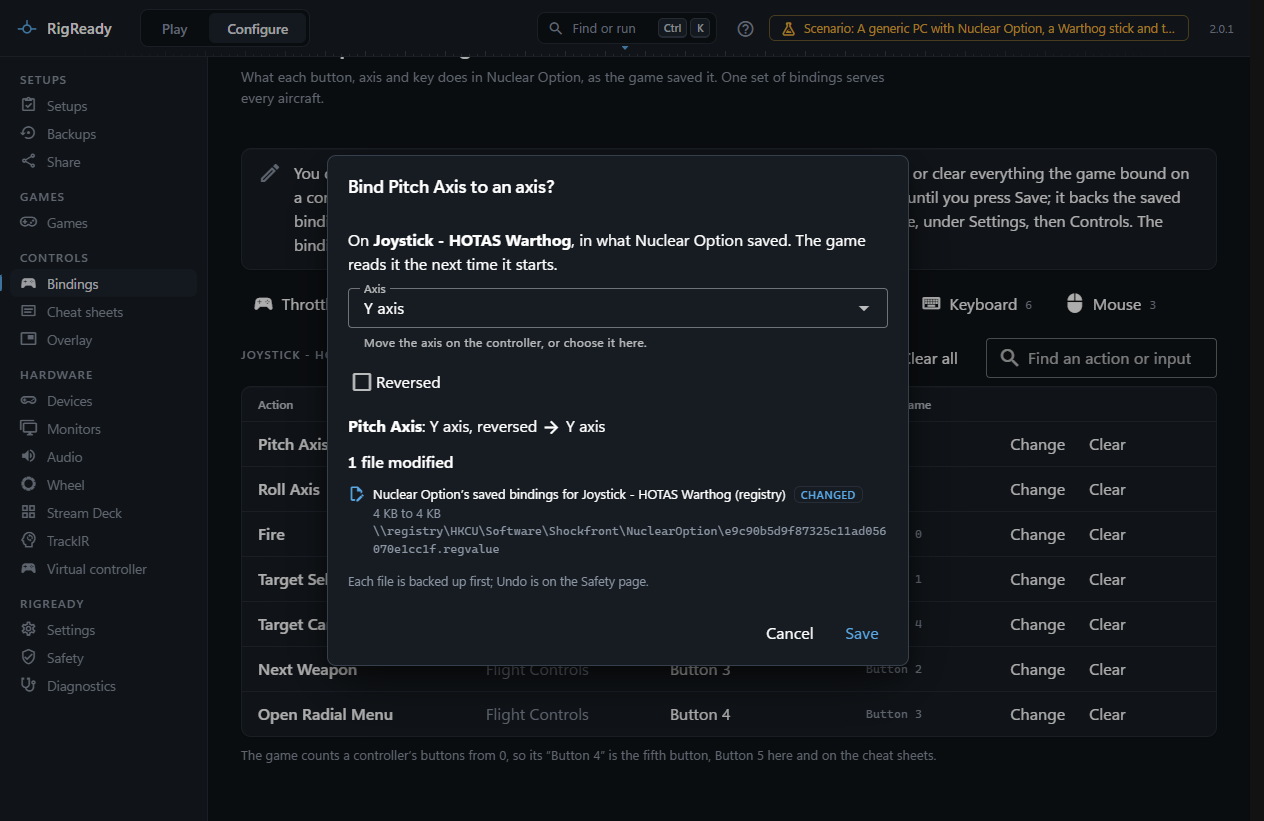 RigReady
Play
Configure
Find or run
Ctrl
K
Scenario: A generic PC with Nuclear Option, a Warthog stick and t...
2.0.1
SETUPS
Setups
Backups
Share
GAMES
Games
CONTROLS
Bindings
Cheat sheets
Overlay
HARDWARE
Devices
Monitors
Audio
Wheel
Stream Deck
TrackIR
Virtual controller
RIGREADY
Settings
Safety
Diagnostics
What each button, axis and key does in Nuclear Option, as the game saved it. One set of bindings serves
every aircraft.
You
or clear everything the game bound on
a
until you press Save; it backs the saved
under Settings, then Controls. The
Keyboard 6
Mouse 3
JOYSTICK -
all
Find an action or input
Action
Pitch Axis
Change
Clear
Roll Axis
Change
Clear
Fire
0
Change
Clear
Target
1
Change
Clear
Target
4
Change
Clear
Next Weapon
Flight Controls
Button 3
Button 2
Change
Clear
Open Radial Menu
Flight Controls
Button 4
Button 3
Change
Clear
The game counts a controller's buttons from 0, so its “Button 4” is the fifth button, Button 5 here and on the cheat sheets.
Bind Pitch Axis to an axis?
On Joystick - HOTAS Warthog, in what Nuclear Option saved. The game
reads it the next time it starts.
Axis
Y axis
Move the axis on the controller, or choose it here.
Reversed
Pitch Axis: Y axis, reversed → Y axis
1 file modified
Nuclear Option's saved bindings for Joystick - HOTAS Warthog (registry)
CHANGED
4 KB to 4 KB
\\registry\HKCU\Software\Shockfront\NuclearOption\e9c90b5d9f87325c11ad056
070e1cc1f.regvalue
Each file is backed up first; Undo is on the Safety page.
Cancel
Save